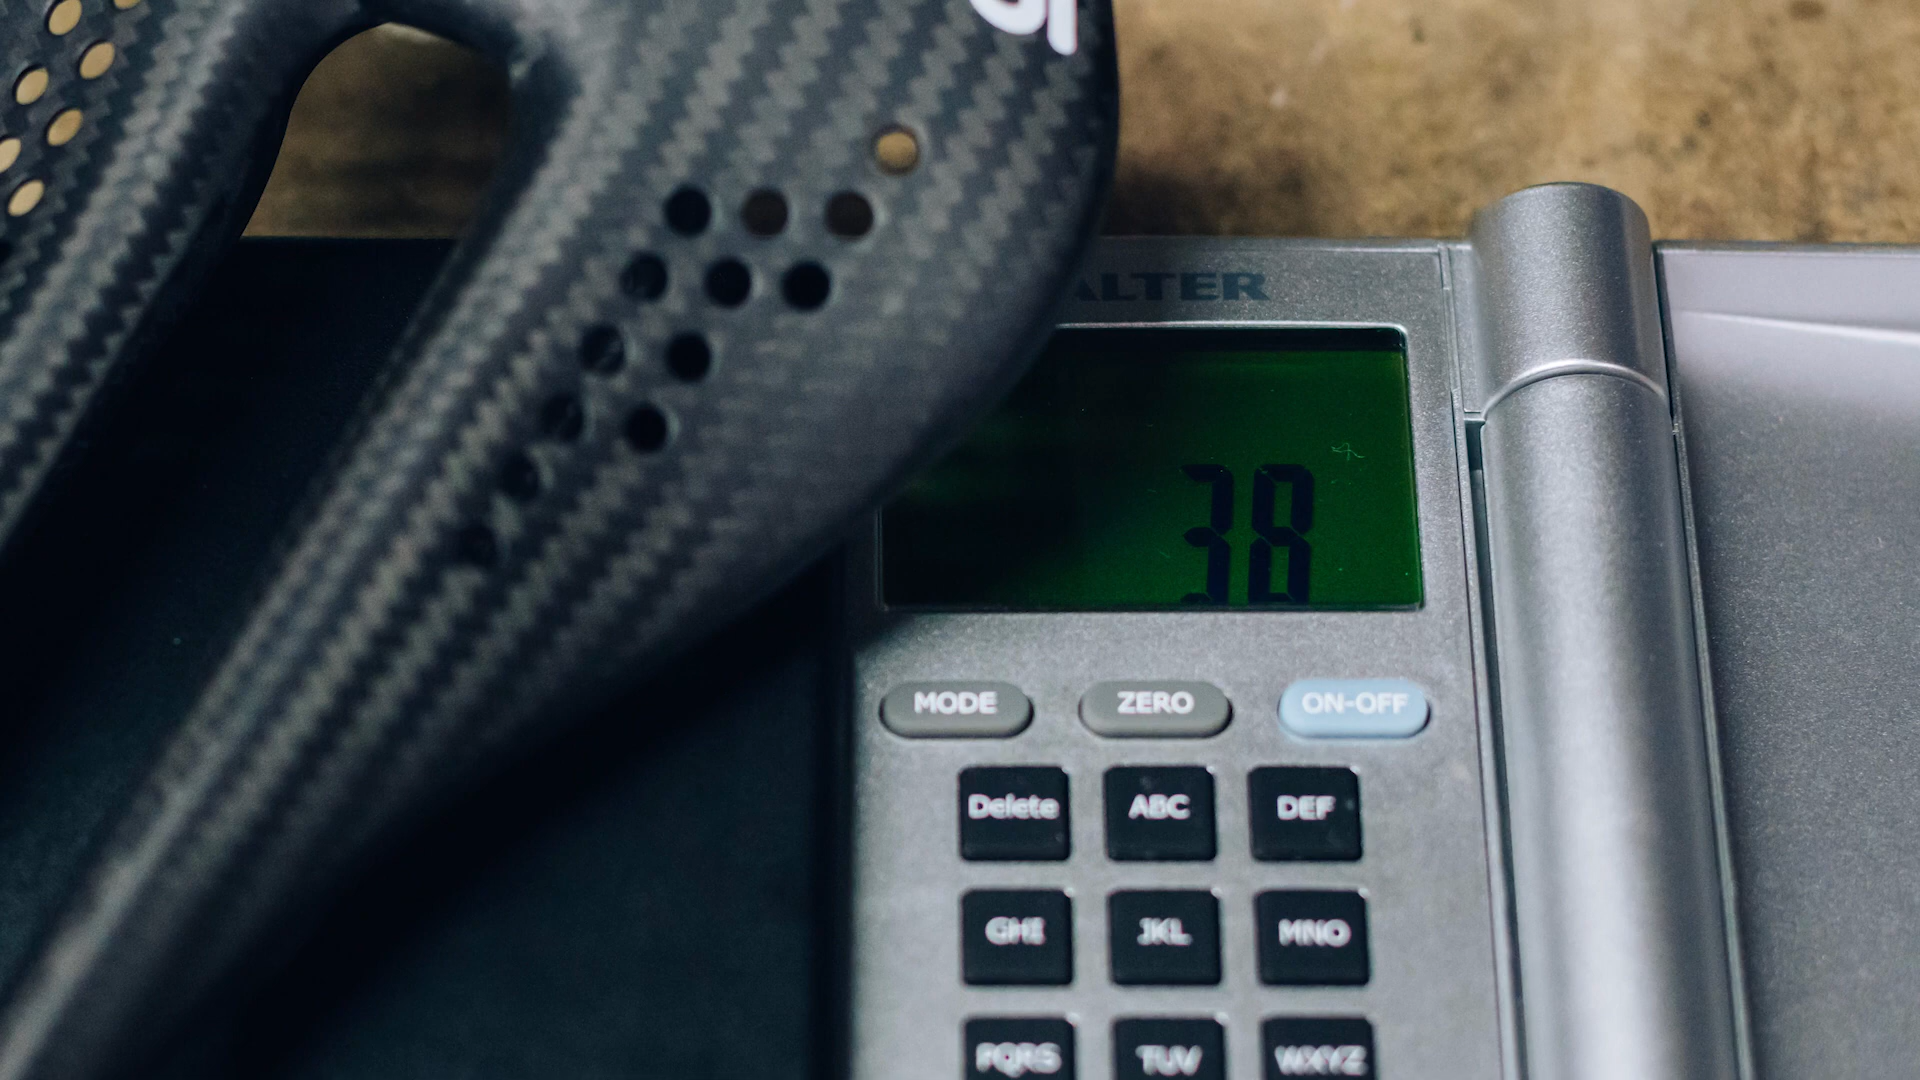 ALTER
38
MODE ZERO ON-OFF
Delete ABC DEF
GHI JKL MNO
PQRS TUV WXYZ